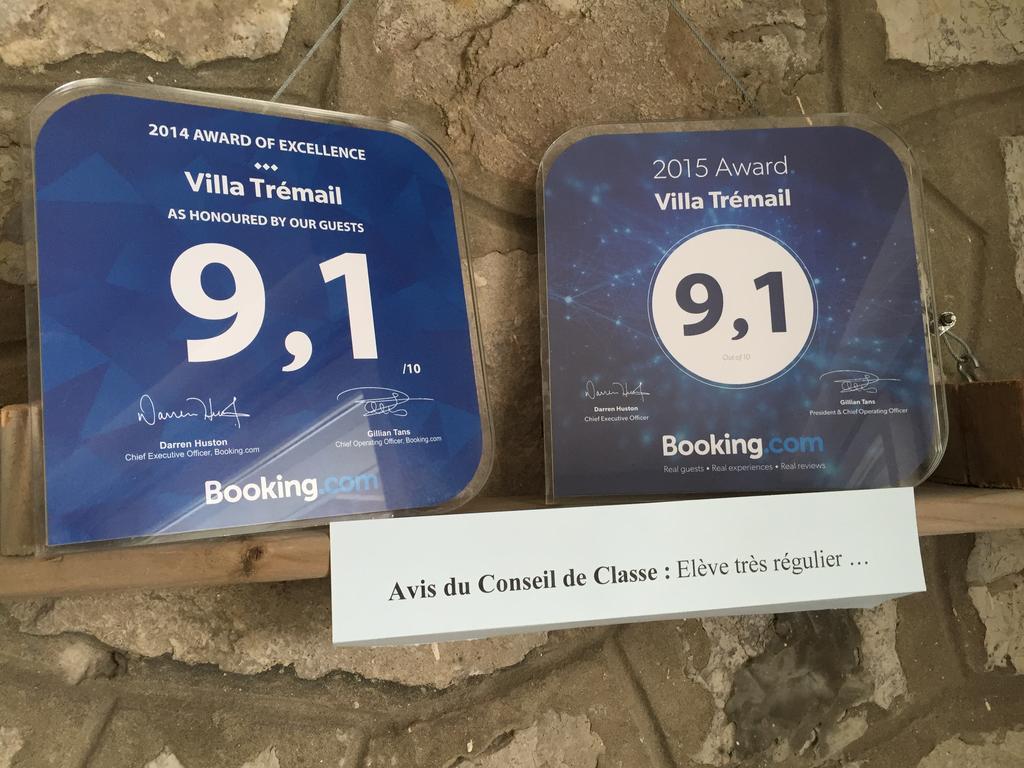 2014 AWARD OF EXCELLENCE
Villa Trémail
AS HONOURED BY OUR GUESTS
9,1
/10
Darren Huston
Chief Executive Officer, Booking.com
Gillian Tans
Chief Operating Officer, Booking.com
Booking.com
2015 Award
Villa Trémail
9,1
Out of 10
Darren Huston
Chief Executive Officer
Gillian Tans
President & Chief Operating Officer
Booking.com
Real guests • Real experiences • Real reviews
Avis du Conseil de Classe : Elève très régulier …